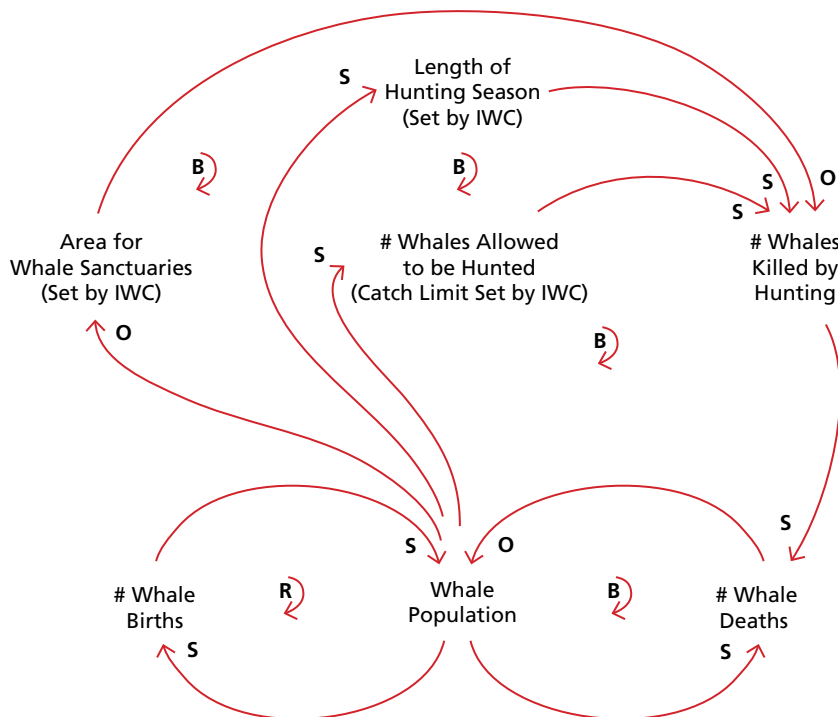 Length of
Hunting Season
(Set by IWC)
S
B
B
O
S
S
Area for
Whale Sanctuaries
(Set by IWC)
S
# Whales Allowed
to be Hunted
(Catch Limit Set by IWC)
# Whales
Killed by
Hunting
O
B
S
S
O
# Whale
Births
R
Whale
Population
B
# Whale
Deaths
S
S